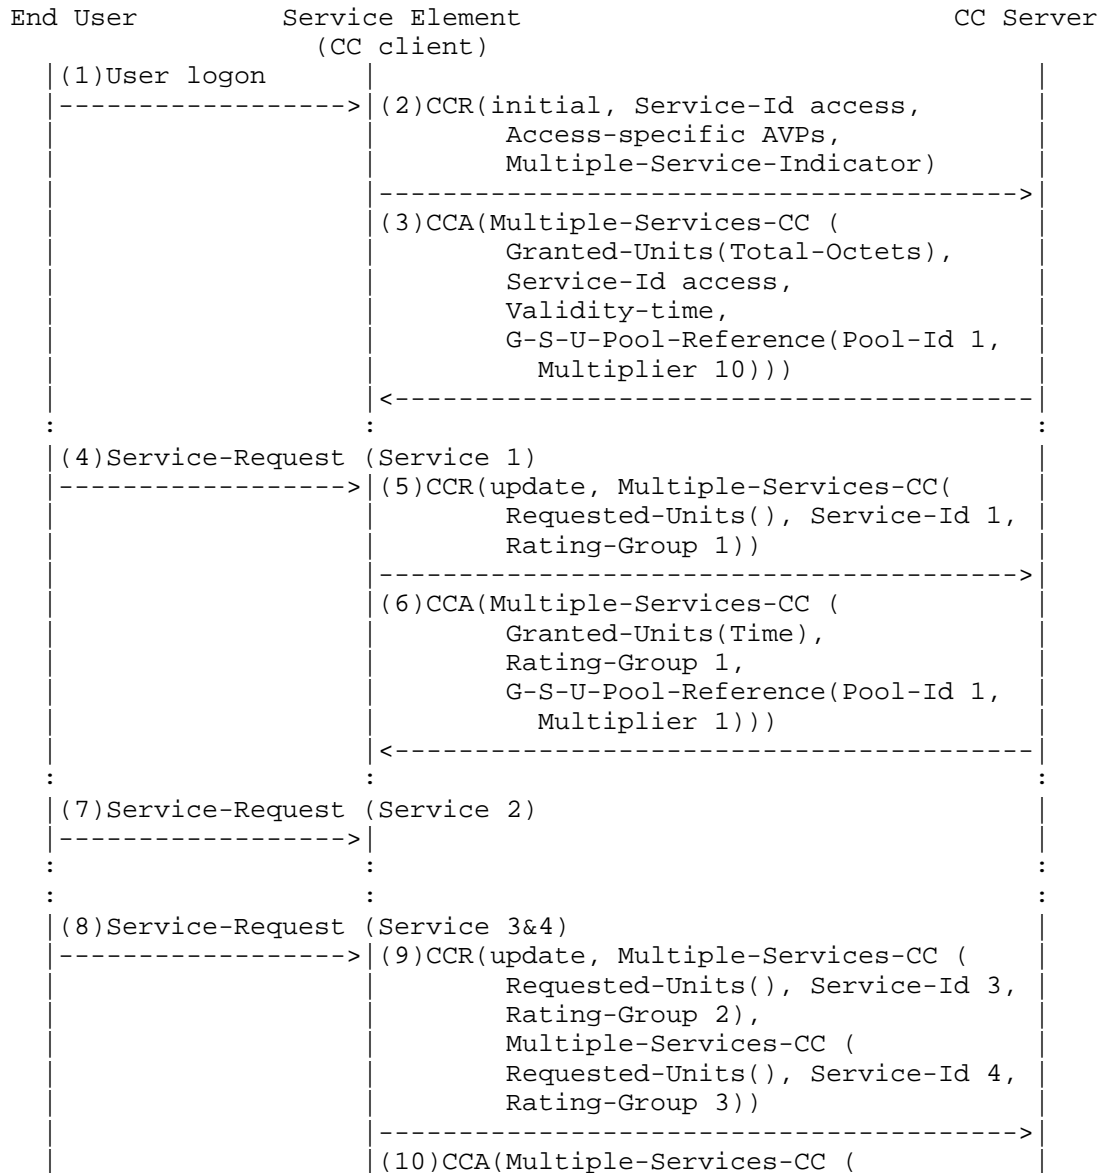 End User            Service Element                           CC Server
                     (CC client)
   |(1)User logon      |                                         |
   |------------------>|(2)CCR(initial, Service-Id access,       |
   |                   |        Access-specific AVPs,            |
   |                   |        Multiple-Service-Indicator)      |
   |                   |---------------------------------------->|
   |                   |(3)CCA(Multiple-Services-CC (            |
   |                   |        Granted-Units(Total-Octets),     |
   |                   |        Service-Id access,               |
   |                   |        Validity-time,                   |
   |                   |        G-S-U-Pool-Reference(Pool-Id 1,  |
   |                   |          Multiplier 10)))               |
   |                   |<----------------------------------------|
   :                   :                                         :
   |(4)Service-Request (Service 1)                               |
   |------------------>|(5)CCR(update, Multiple-Services-CC(     |
   |                   |        Requested-Units(), Service-Id 1, |
   |                   |        Rating-Group 1))                 |
   |                   |---------------------------------------->|
   |                   |(6)CCA(Multiple-Services-CC (            |
   |                   |        Granted-Units(Time),             |
   |                   |        Rating-Group 1,                  |
   |                   |        G-S-U-Pool-Reference(Pool-Id 1,  |
   |                   |          Multiplier 1)))                |
   |                   |<----------------------------------------|
   :                   :                                         :
   |(7)Service-Request (Service 2)                               |
   |------------------>|                                         |
   :                   :                                         :
   :                   :                                         :
   |(8)Service-Request (Service 3&4)                             |
   |------------------>|(9)CCR(update, Multiple-Services-CC (    |
   |                   |        Requested-Units(), Service-Id 3, |
   |                   |        Rating-Group 2),                 |
   |                   |        Multiple-Services-CC (           |
   |                   |        Requested-Units(), Service-Id 4, |
   |                   |        Rating-Group 3))                 |
   |                   |---------------------------------------->|
   |                   |(10)CCA(Multiple-Services-CC (           |